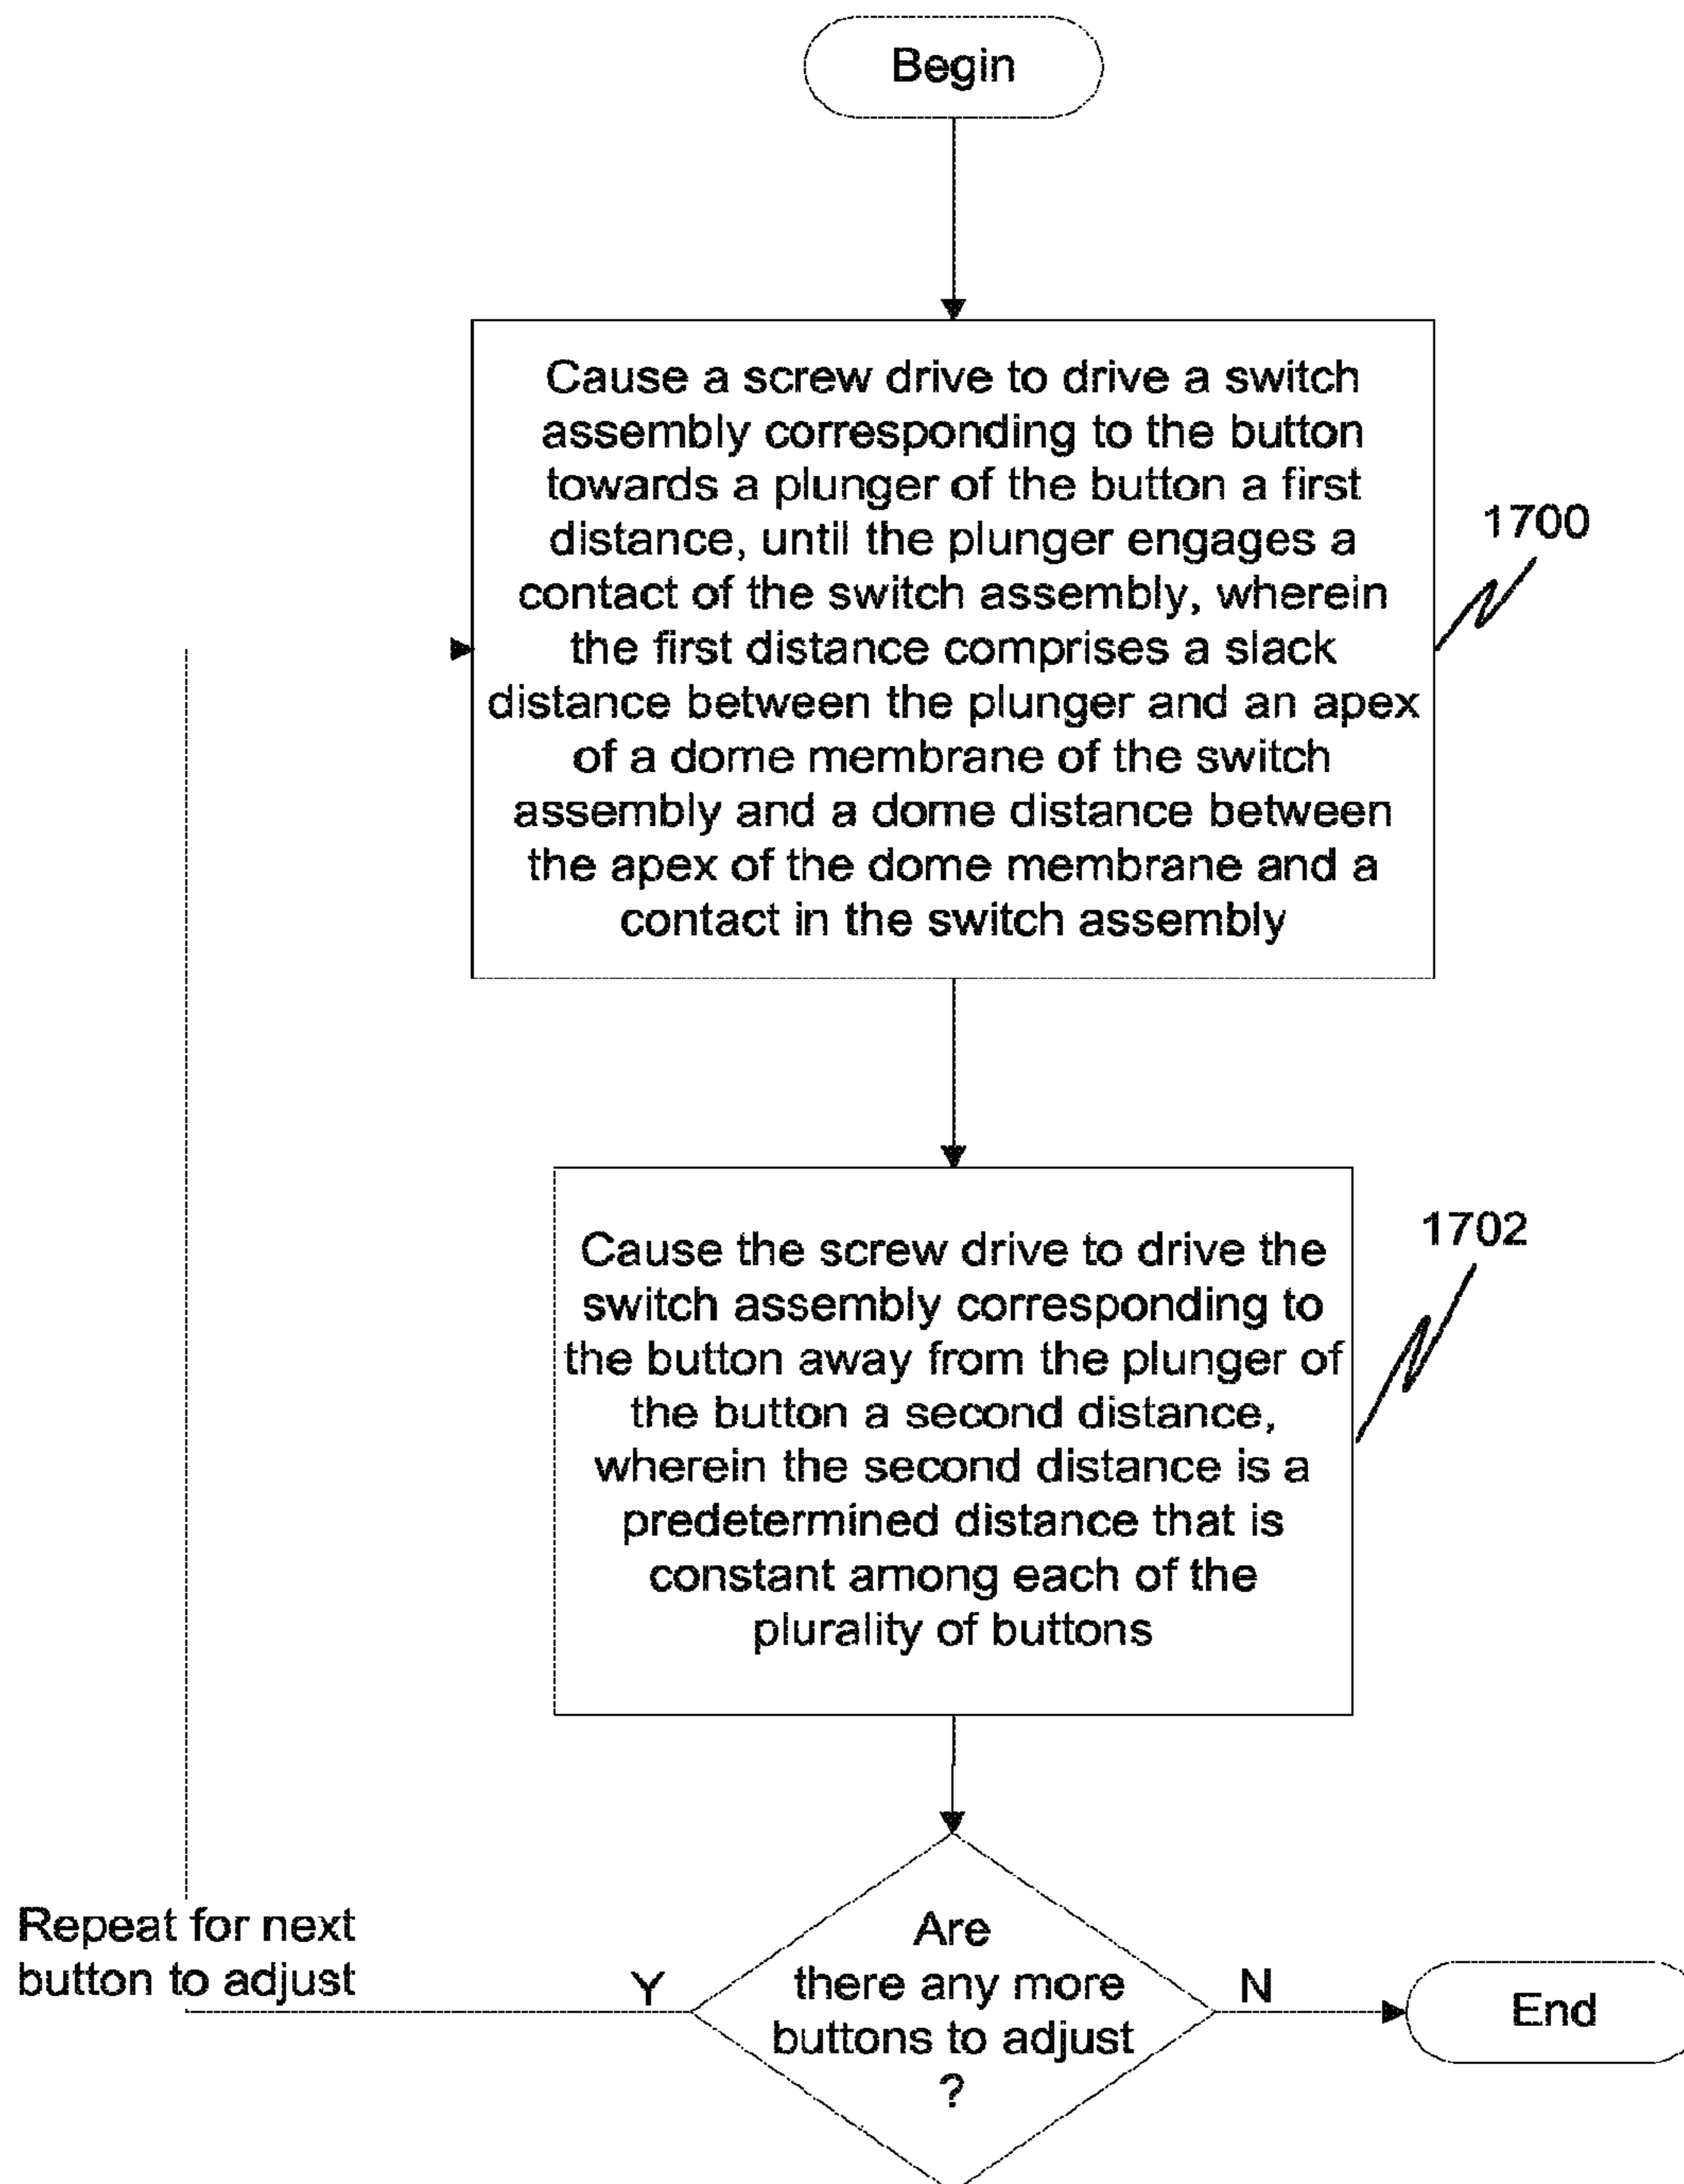 Begin
Cause a screw drive to drive a switch
assembly corresponding to the button
towards a plunger of the button a first
distance, until the plunger engages a
contact of the switch assembly, wherein
the first distance comprises a slack
distance between the plunger and an apex
of a dome membrane of the switch
assembly and a dome distance between
the apex of the dome membrane and a
contact in the switch assembly
1700
Cause the screw drive to drive the
switch assembly corresponding to
the button away from the plunger of
the button a second distance,
wherein the second distance is a
predetermined distance that is
constant among each of the
plurality of buttons
1702
Are
there any more
buttons to adjust
?
Y
Repeat for next
button to adjust
N
End